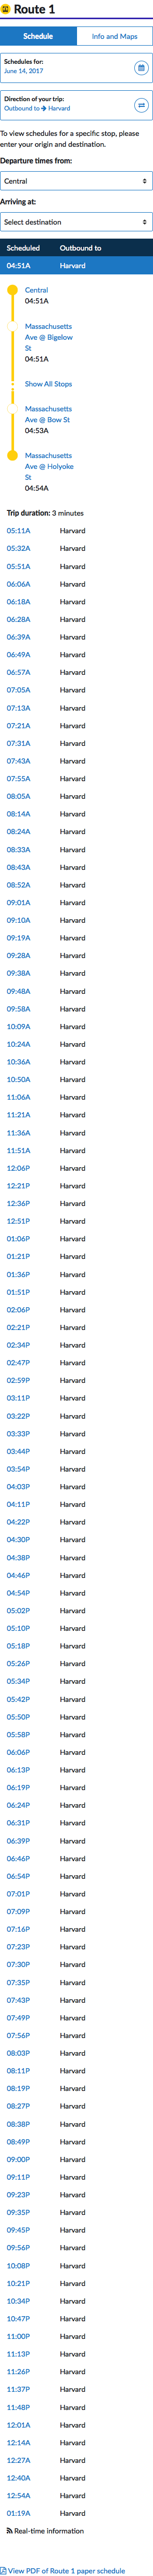 Route 1
Schedule
Info and Maps
Schedules for:
June 14, 2017
Direction of your trip:
Outbound to → Harvard
To view schedules for a specific stop, please
enter your origin and destination.
Departure times from:
Central
Arriving at:
Select destination
Scheduled Outbound to
04:51A Harvard
Central
04:51A
Massachusetts
Ave @ Bigelow
St
04:51A
Show All Stops
Massachusetts
Ave @ Bow St
04:53A
Massachusetts
Ave @ Holyoke
St
04:54A
Trip duration: 3 minutes
05:11A Harvard
05:32A Harvard
05:51A Harvard
06:06A Harvard
06:18A Harvard
06:28A Harvard
06:39A Harvard
06:49A Harvard
06:57A Harvard
07:05A Harvard
07:13A Harvard
07:21A Harvard
07:31A Harvard
07:43A Harvard
07:55A Harvard
08:05A Harvard
08:14A Harvard
08:24A Harvard
08:33A Harvard
08:43A Harvard
08:52A Harvard
09:01A Harvard
09:10A Harvard
09:19A Harvard
09:28A Harvard
09:38A Harvard
09:48A Harvard
09:58A Harvard
10:09A Harvard
10:24A Harvard
10:36A Harvard
10:50A Harvard
11:06A Harvard
11:21A Harvard
11:36A Harvard
11:51A Harvard
12:06P Harvard
12:21P Harvard
12:36P Harvard
12:51P Harvard
01:06P Harvard
01:21P Harvard
01:36P Harvard
01:51P Harvard
02:06P Harvard
02:21P Harvard
02:34P Harvard
02:47P Harvard
02:59P Harvard
03:11P Harvard
03:22P Harvard
03:33P Harvard
03:44P Harvard
03:54P Harvard
04:03P Harvard
04:11P Harvard
04:22P Harvard
04:30P Harvard
04:38P Harvard
04:46P Harvard
04:54P Harvard
05:02P Harvard
05:10P Harvard
05:18P Harvard
05:26P Harvard
05:34P Harvard
05:42P Harvard
05:50P Harvard
05:58P Harvard
06:06P Harvard
06:13P Harvard
06:19P Harvard
06:24P Harvard
06:31P Harvard
06:39P Harvard
06:46P Harvard
06:54P Harvard
07:01P Harvard
07:09P Harvard
07:16P Harvard
07:23P Harvard
07:30P Harvard
07:35P Harvard
07:43P Harvard
07:49P Harvard
07:56P Harvard
08:03P Harvard
08:11P Harvard
08:19P Harvard
08:27P Harvard
08:38P Harvard
08:49P Harvard
09:00P Harvard
09:11P Harvard
09:23P Harvard
09:35P Harvard
09:45P Harvard
09:56P Harvard
10:08P Harvard
10:21P Harvard
10:34P Harvard
10:47P Harvard
11:00P Harvard
11:13P Harvard
11:26P Harvard
11:37P Harvard
11:48P Harvard
12:01A Harvard
12:14A Harvard
12:27A Harvard
12:40A Harvard
12:54A Harvard
01:19A Harvard
Real-time information
View PDF of Route 1 paper schedule